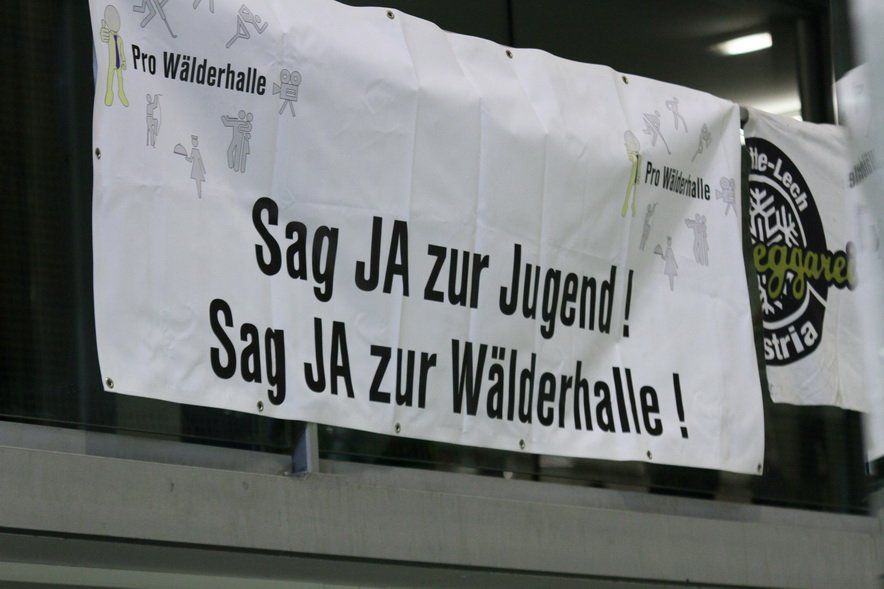 Pro Wälderhalle
Pro Wälderhalle
Sag JA zur Jugend !
Sag JA zur Wälderhalle !